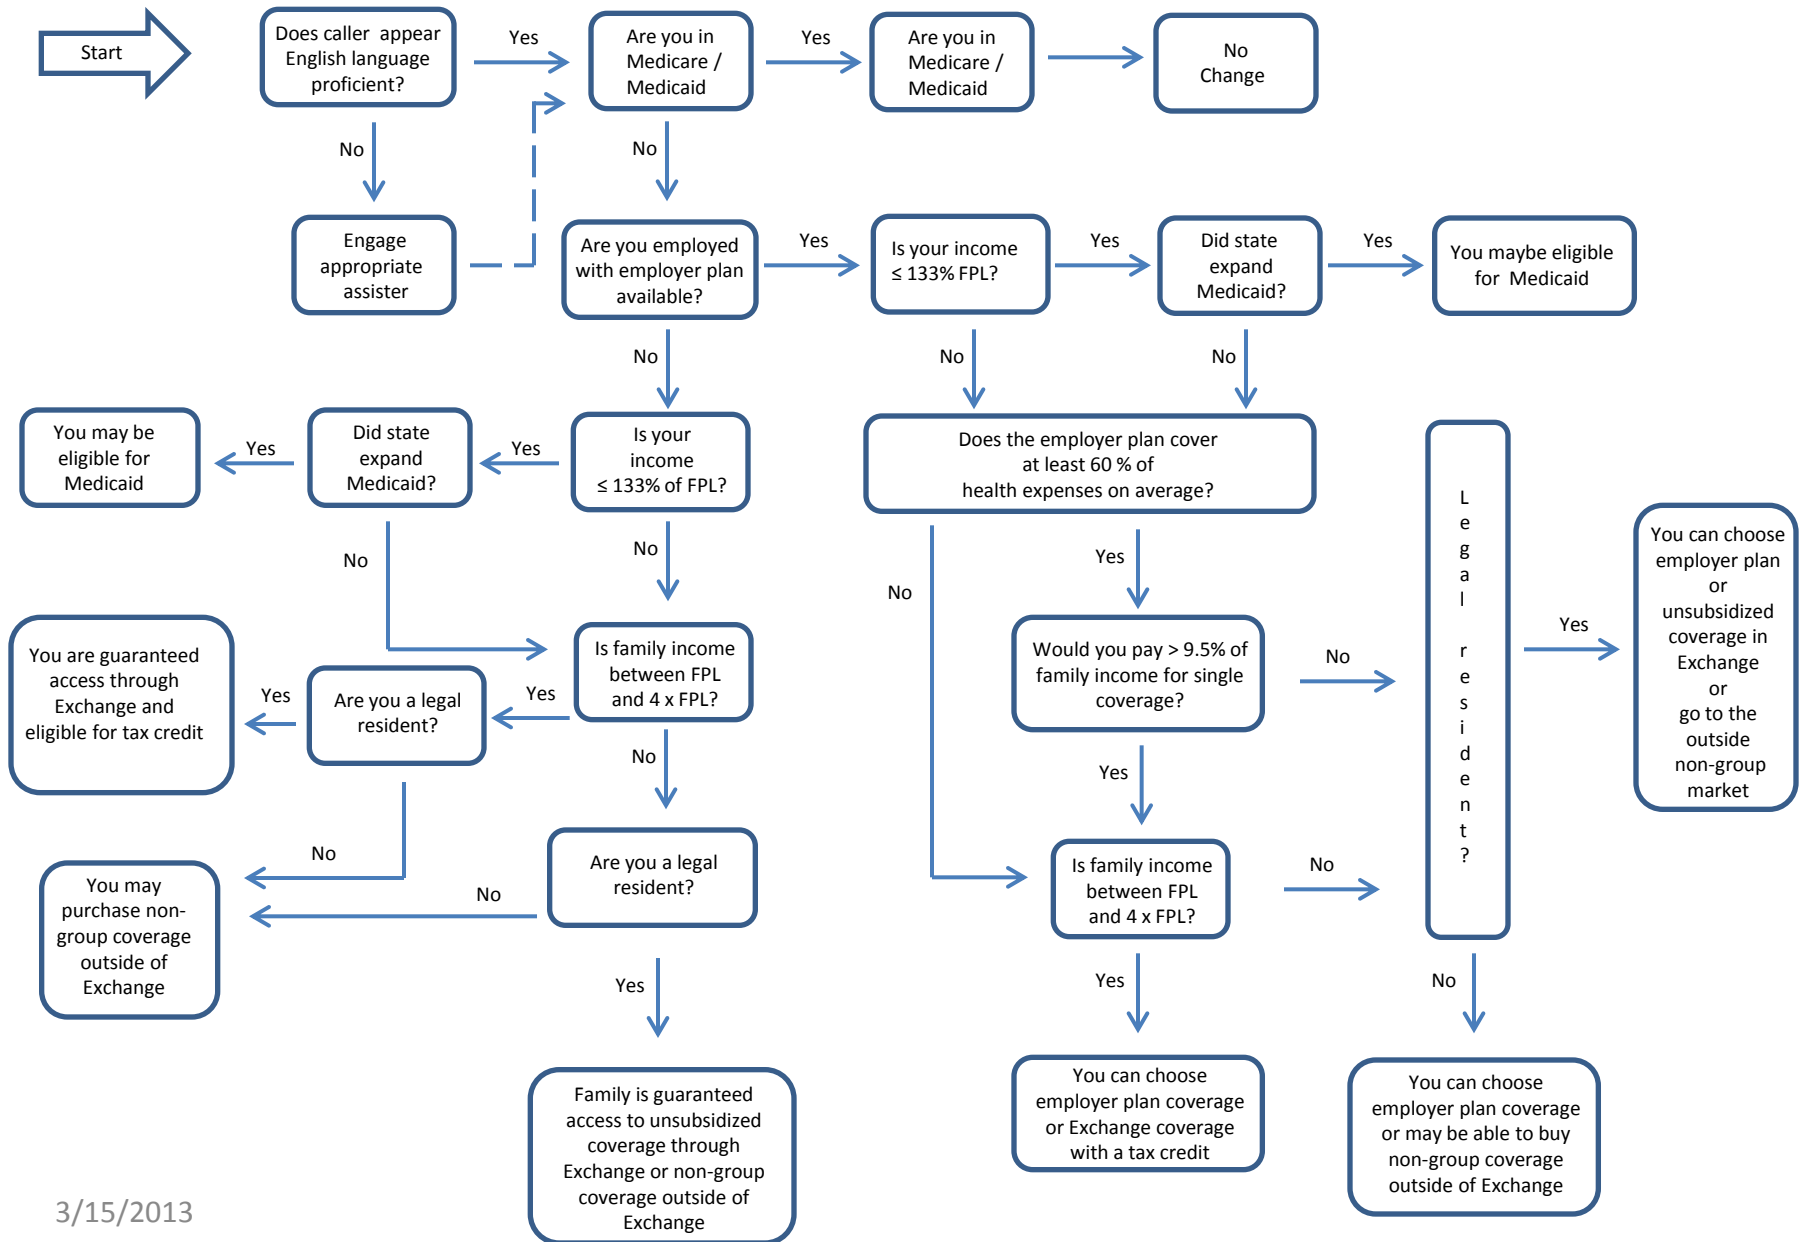 Start
Does caller appear
English language
proficient?
Yes
Are you in
Medicare /
Medicaid
Yes
Are you in
Medicare /
Medicaid
No
Change
No
No
Engage
appropriate
assister
Are you employed
with employer plan
available?
Yes
Is your income
≤ 133% FPL?
Yes
Did state
expand
Medicaid?
Yes
You maybe eligible
for Medicaid
No
No
No
You may be
eligible for
Medicaid
Yes
Did state
expand
Medicaid?
Yes
Is your
income
≤ 133% of FPL?
Does the employer plan cover
at least 60 % of
health expenses on average?
Legal resident?
You can choose
employer plan
or
unsubsidized
coverage in
Exchange
or
go to the
outside
non-group
market
No
No
No
Yes
You are guaranteed
access through
Exchange and
eligible for tax credit
Yes
Are you a legal
resident?
Yes
Is family income
between FPL
and 4 x FPL?
Would you pay > 9.5% of
family income for single
coverage?
No
Yes
No
Yes
No
You may
purchase non-
group coverage
outside of
Exchange
No
Are you a legal
resident?
Is family income
between FPL
and 4 x FPL?
No
Yes
Yes
No
Family is guaranteed
access to unsubsidized
coverage through
Exchange or non-group
coverage outside of
Exchange
You can choose
employer plan coverage
or Exchange coverage
with a tax credit
You can choose
employer plan coverage
or may be able to buy
non-group coverage
outside of Exchange
3/15/2013